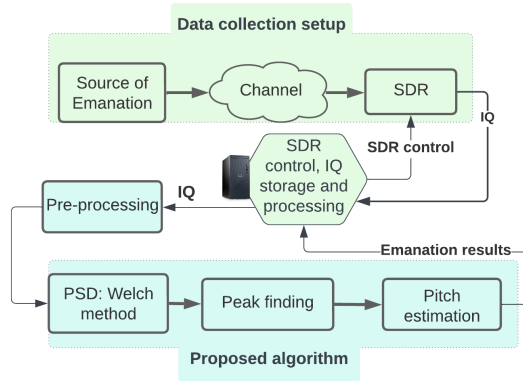 Data collection setup
Source of
Emanation
Channel
SDR
IQ
SDR control
SDR
control, IQ
storage and
processing
IQ
Pre-processing
Emanation results
PSD: Welch
method
Peak finding
Pitch
estimation
Proposed algorithm